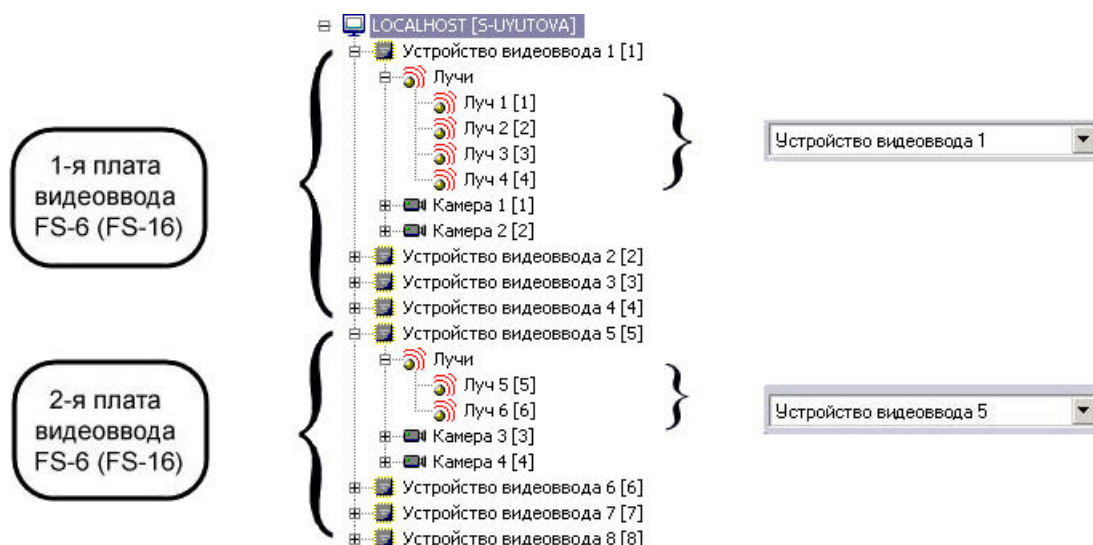 LOCALHOST [S-UYUTOVA]
Устройство видеоввода 1 [1]
Лучи
Луч 1 [1]
Луч 2 [2]
Луч 3 [3]
Луч 4 [4]
Камера 1 [1]
Камера 2 [2]
Устройство видеоввода 2 [2]
Устройство видеоввода 3 [3]
Устройство видеоввода 4 [4]
Устройство видеоввода 5 [5]
Лучи
Луч 5 [5]
Луч 6 [6]
Камера 3 [3]
Камера 4 [4]
Устройство видеоввода 6 [6]
Устройство видеоввода 7 [7]
Устройство видеоввода 8 [8]
1-я плата
видеоввода
FS-6 (FS-16)
2-я плата
видеоввода
FS-6 (FS-16)
Устройство видеоввода 1
Устройство видеоввода 5